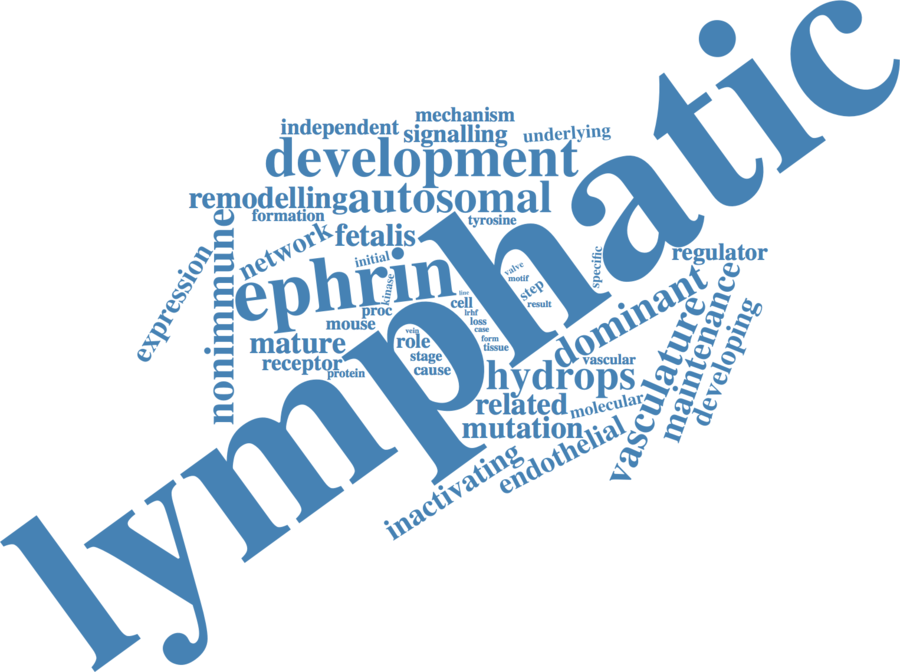 lymphatic
mechanism
independent
signalling
underlying
development
remodelling
autosomal
formation
tyrosine
network
fetalis
nonimmune
expression
initial
kinase
ephrin
specific
regulator
valve
motif
step
result
cell
lrhf
loss
case
form
tissue
proc
mouse
vein
role
stage
cause
mature
receptor
protein
dominant
vascular
hydrops
related
molecular
mutation
endothelial
inactivating
vasculature
maintenance
developing